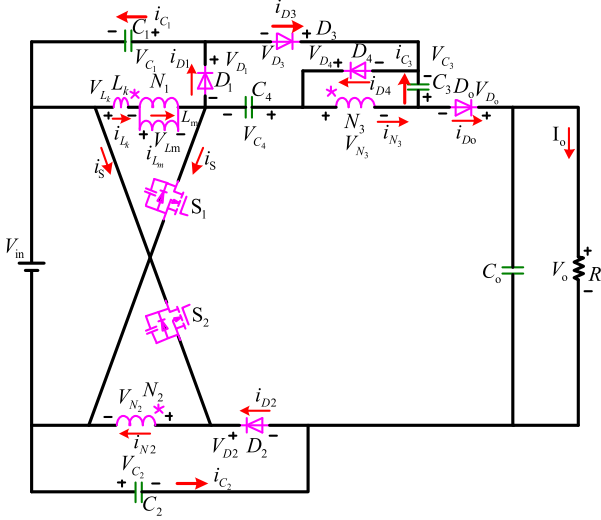 i_{C_1}
- C_1 +
V_{C_1}
i_{D3}
+ D_3
V_{D_3} -
i_{D1}
+ V_{D_1}
D_1
-
V_{D_4} D_4 i_{C_3}
+ -
i_{D4}
V_{C_3}
- C_3
+
V_{L_k} L_k * N_1
+ -
i_{L_k}
L_m
+ V_{Lm} -
i_{L_m}
C_4
- +
V_{C_4}
*
+ -
N_3
V_{N_3}
i_{N_3}
D_o V_{D_o}
+ -
i_{Do}
I_o
i_S
i_S
S_1
V_in
S_2
C_o
V_o
+
-
R
V_{N_2} N_2 *
- +
i_{N2}
i_{D2}
V_{D2} + D_2 -
V_{C_2}
+ -
C_2
i_{C_2}